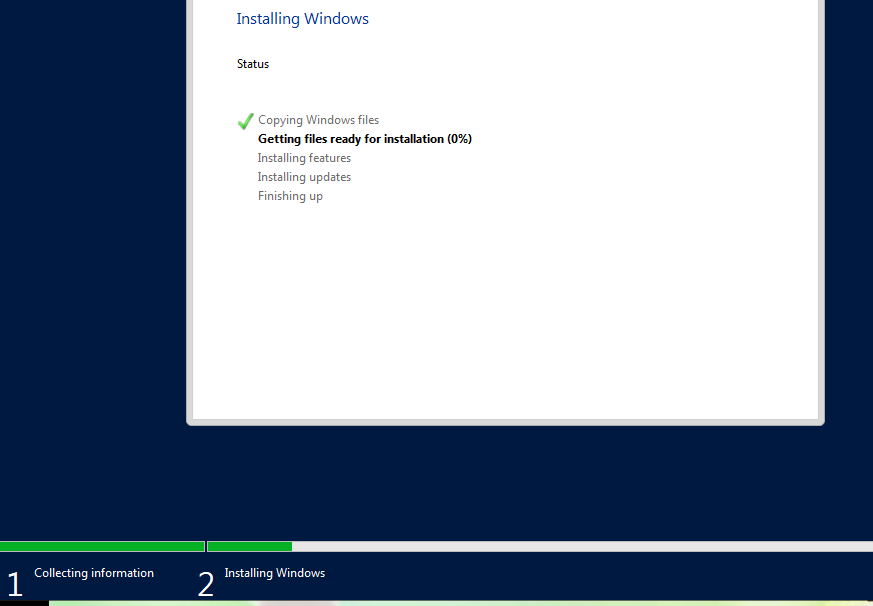 Installing Windows
Status
Copying Windows files
Getting files ready for installation (0%)
Installing features
Installing updates
Finishing up
1 Collecting information 2 Installing Windows